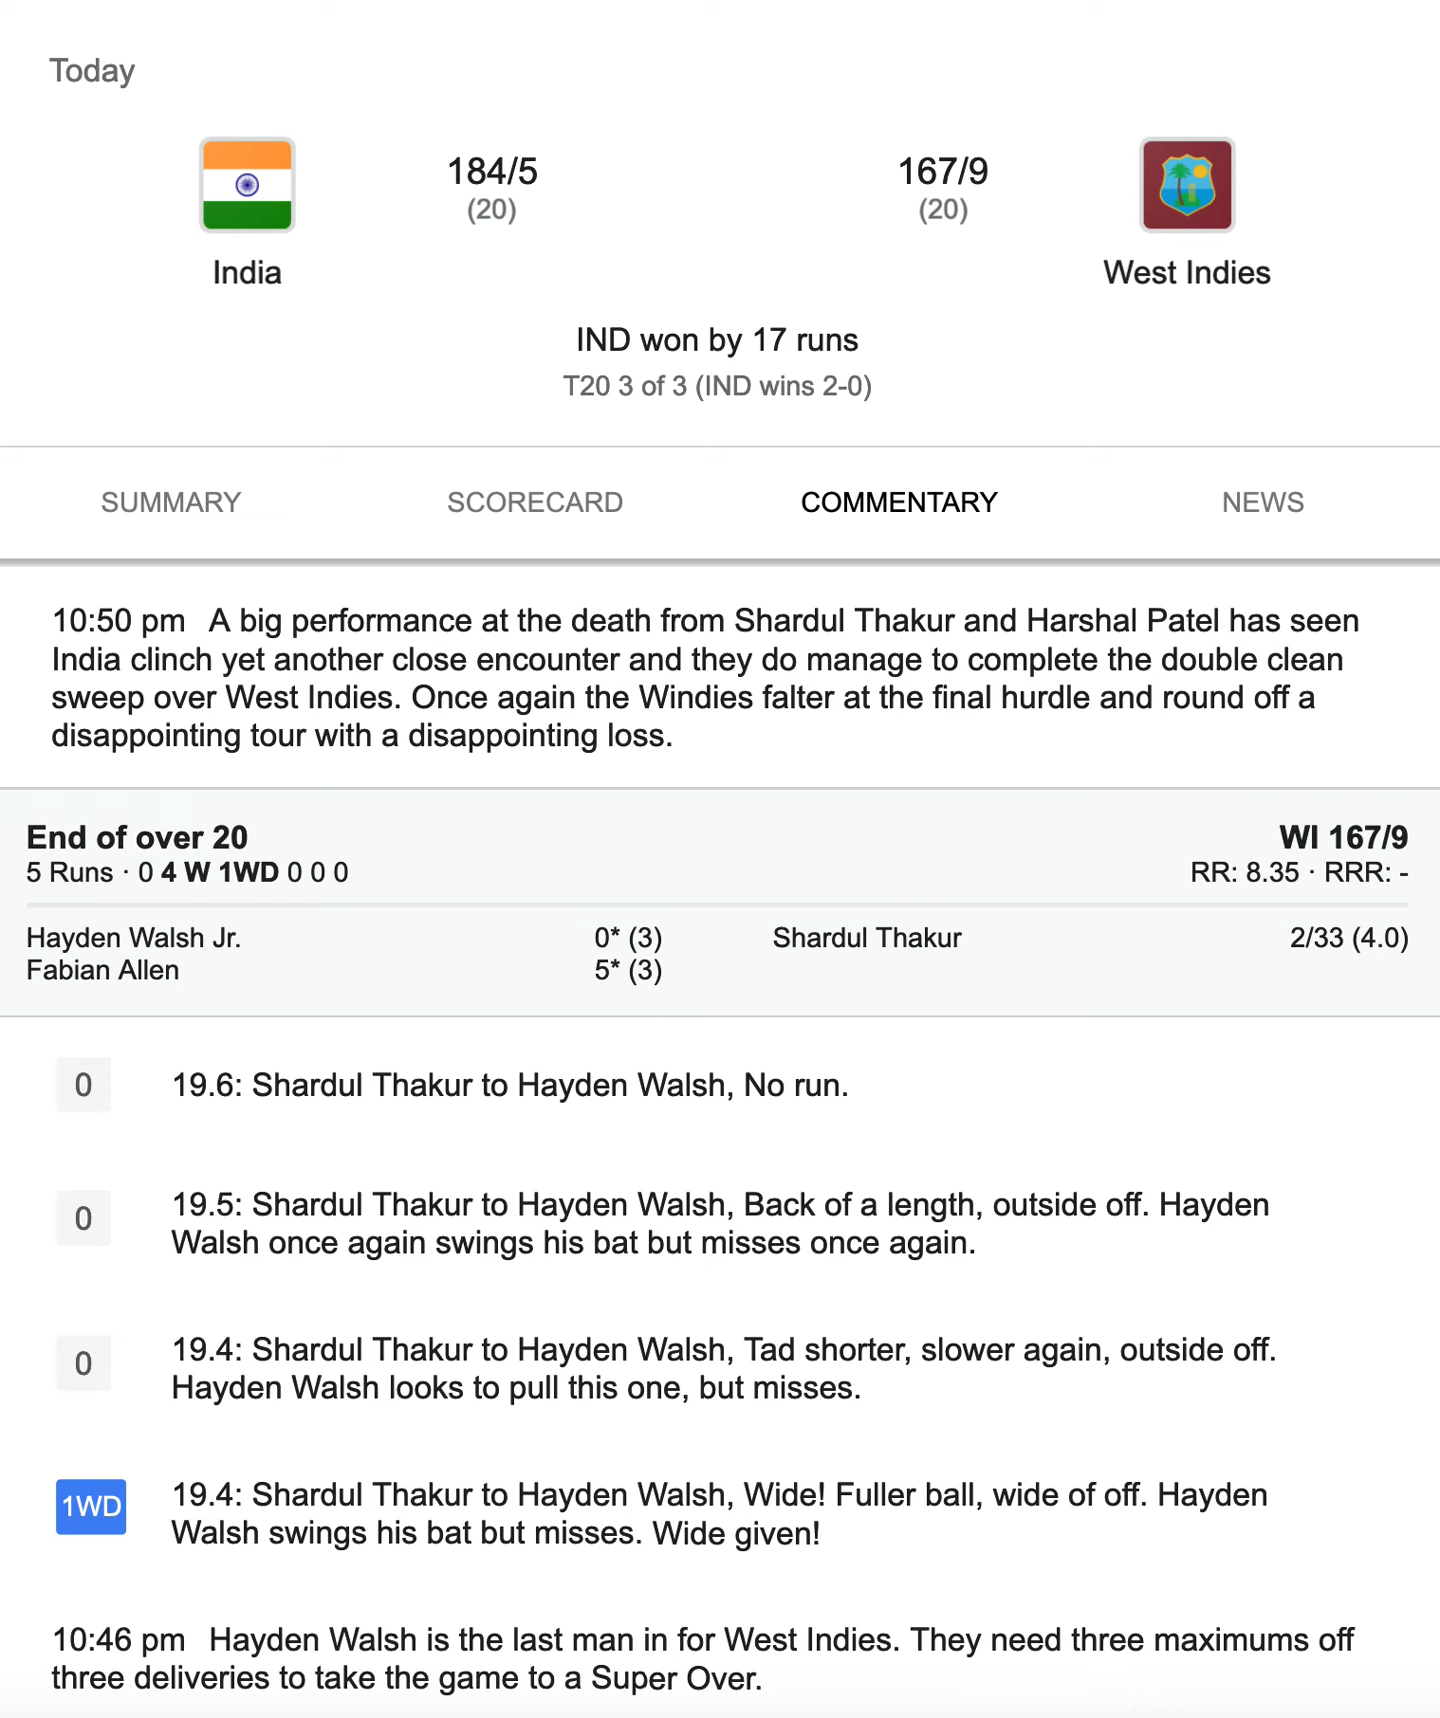 Today
184/5
(20)
167/9
(20)
India
West Indies
IND won by 17 runs
T20 3 of 3 (IND wins 2-0)
SUMMARY SCORECARD COMMENTARY NEWS
10:50 pm A big performance at the death from Shardul Thakur and Harshal Patel has seen
India clinch yet another close encounter and they do manage to complete the double clean
sweep over West Indies. Once again the Windies falter at the final hurdle and round off a
disappointing tour with a disappointing loss.
End of over 20 WI 167/9
5 Runs · 0 4 W 1WD 0 0 0 RR: 8.35 · RRR: -
Hayden Walsh Jr. 0* (3) Shardul Thakur 2/33 (4.0)
Fabian Allen 5* (3)
0 19.6: Shardul Thakur to Hayden Walsh, No run.
0 19.5: Shardul Thakur to Hayden Walsh, Back of a length, outside off. Hayden
Walsh once again swings his bat but misses once again.
0 19.4: Shardul Thakur to Hayden Walsh, Tad shorter, slower again, outside off.
Hayden Walsh looks to pull this one, but misses.
1WD 19.4: Shardul Thakur to Hayden Walsh, Wide! Fuller ball, wide of off. Hayden
Walsh swings his bat but misses. Wide given!
10:46 pm Hayden Walsh is the last man in for West Indies. They need three maximums off
three deliveries to take the game to a Super Over.